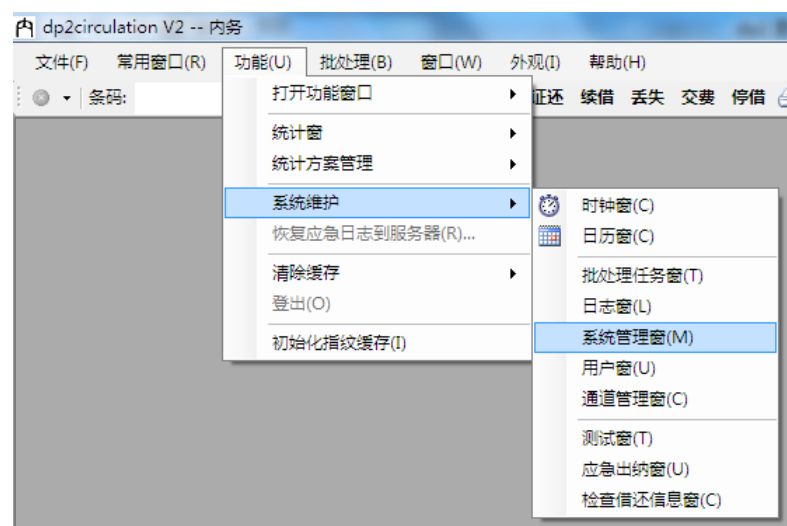 dp2circulation V2 -- 内务
文件(F) 常用窗口(R) 功能(U) 批处理(B) 窗口(W) 外观(I) 帮助(H)
条码: 证还 续借 丢失 交费 停借
打开功能窗口
统计窗
统计方案管理
系统维护
恢复应急日志到服务器(R)...
清除缓存
登出(O)
初始化指纹缓存(I)
时钟窗(C)
日历窗(C)
批处理任务窗(T)
日志窗(L)
系统管理窗(M)
用户窗(U)
通道管理窗(C)
测试窗(T)
应急出纳窗(U)
检查借还信息窗(C)